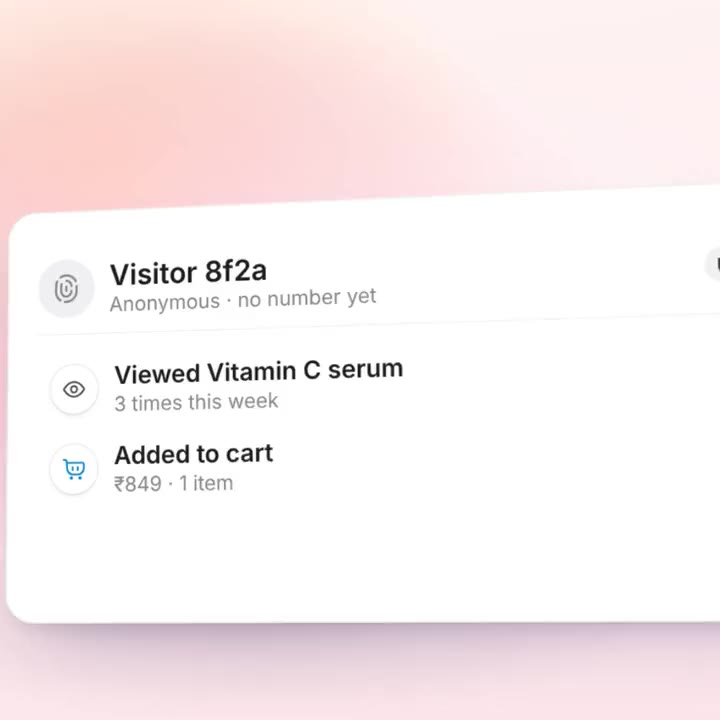 Visitor 8f2a
Anonymous · no number yet
Viewed Vitamin C serum
3 times this week
Added to cart
₹849 · 1 item